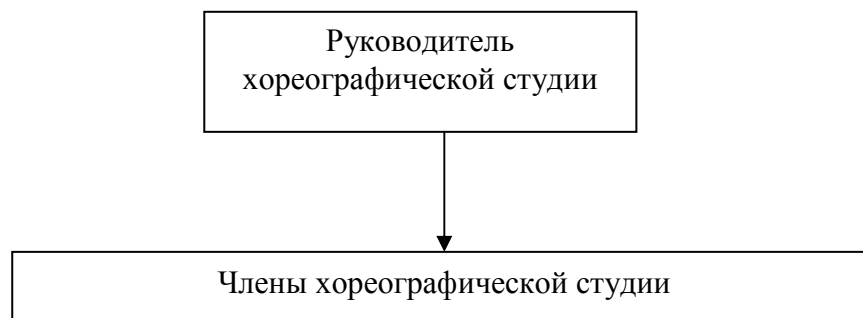 Руководитель
хореографической студии
Члены хореографической студии